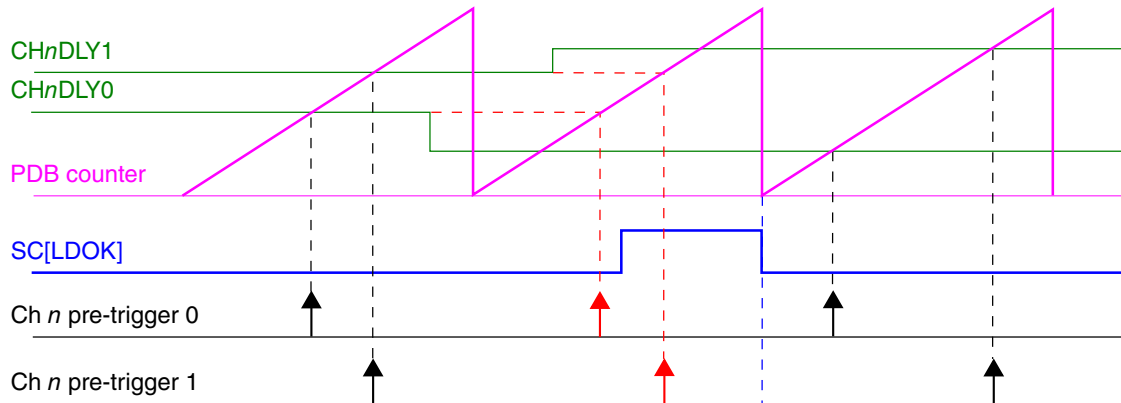 CHnDLY1
CHnDLY0
PDB counter
SC[LDOK]
Ch n pre-trigger 0
Ch n pre-trigger 1